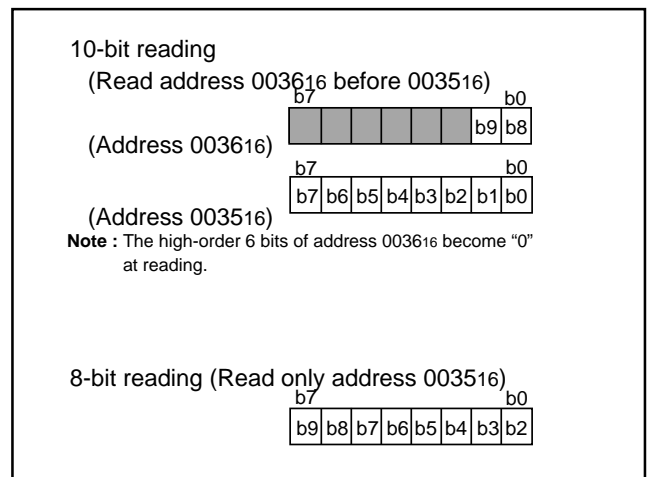 10-bit reading
(Read address 003616 before 003516)
b7 b0
b9 b8
(Address 003616)
b7 b0
b7 b6 b5 b4 b3 b2 b1 b0
(Address 003516)
Note : The high-order 6 bits of address 003616 become “0”
at reading.
8-bit reading (Read only address 003516)
b7 b0
b9 b8 b7 b6 b5 b4 b3 b2